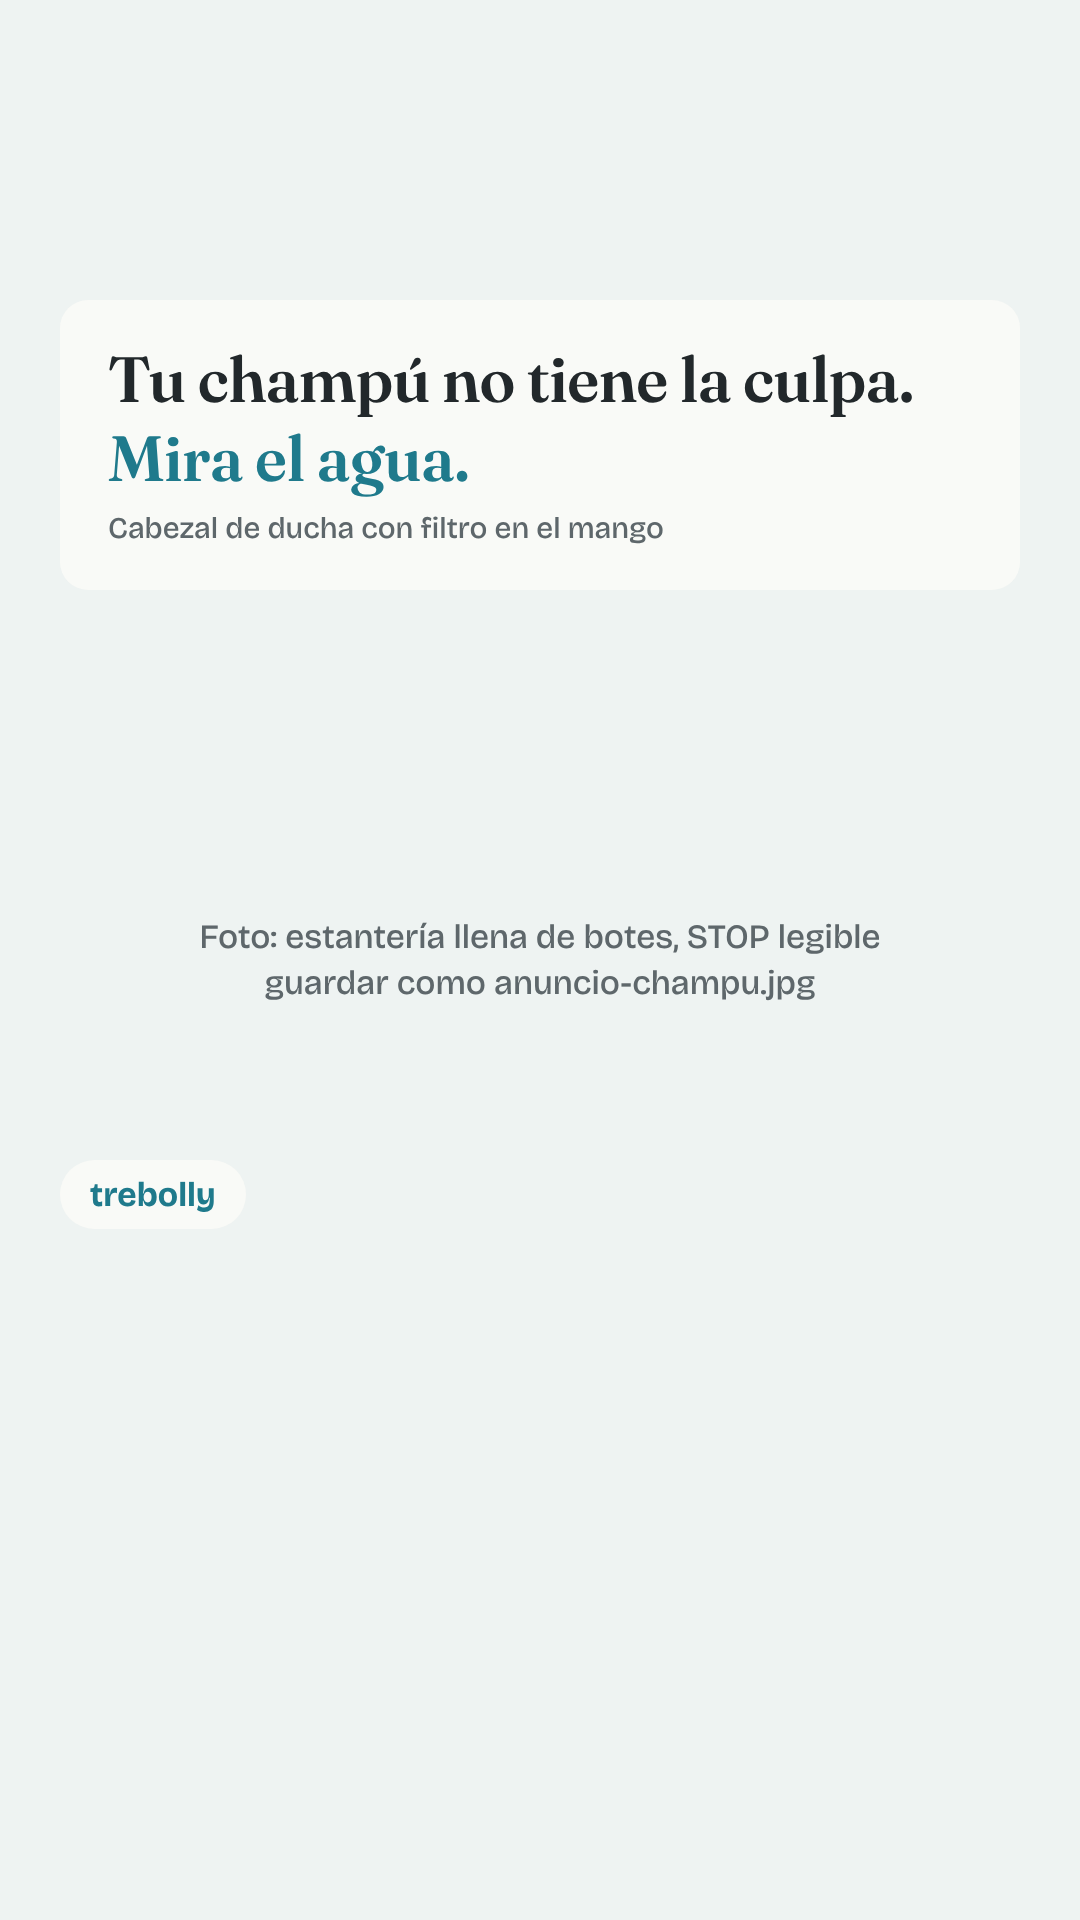 Tu champú no tiene la culpa.
Mira el agua.
Cabezal de ducha con filtro en el mango
Foto: estantería llena de botes, STOP legible
guardar como anuncio-champu.jpg
trebolly